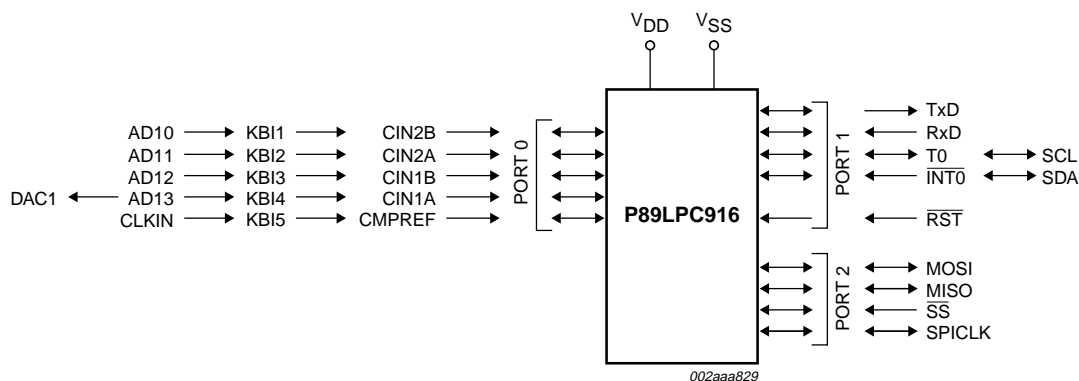 VDD VSS
AD10 KBI1 CIN2B TxD
AD11 KBI2 CIN2A RxD
AD12 KBI3 CIN1B T0 SCL
DAC1 AD13 KBI4 CIN1A INT0 SDA
CLKIN KBI5 CMPREF RST
PORT 0
P89LPC916
PORT 1
MOSI
MISO
SS
SPICLK
PORT 2
002aaa829